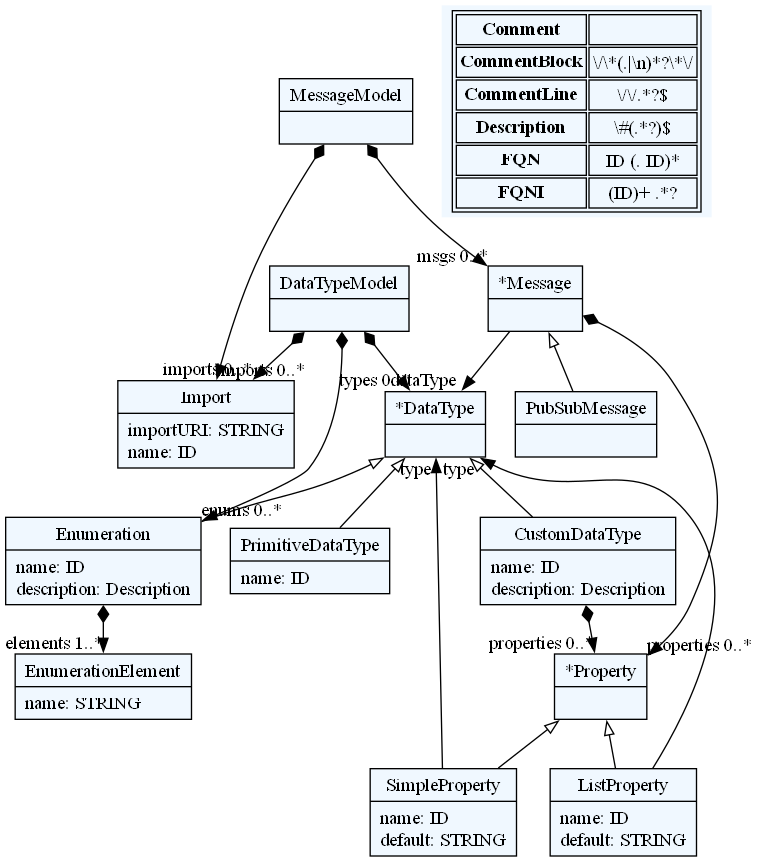 Comment
CommentBlock \/\*(.|\n)*?\*\/
CommentLine \/\/.*?$
Description \#(.*?)$
FQN ID (. ID)*
FQNI (ID)+ .*?
MessageModel
msgs 0..*
DataTypeModel
*Message
imports 0..*
imports 0..*
types 0..*
dataType
Import
importURI: STRING
name: ID
*DataType
PubSubMessage
type
type
enums 0..*
Enumeration
name: ID
description: Description
PrimitiveDataType
name: ID
CustomDataType
name: ID
description: Description
elements 1..*
properties 0..*
properties 0..*
EnumerationElement
name: STRING
*Property
SimpleProperty
name: ID
default: STRING
ListProperty
name: ID
default: STRING